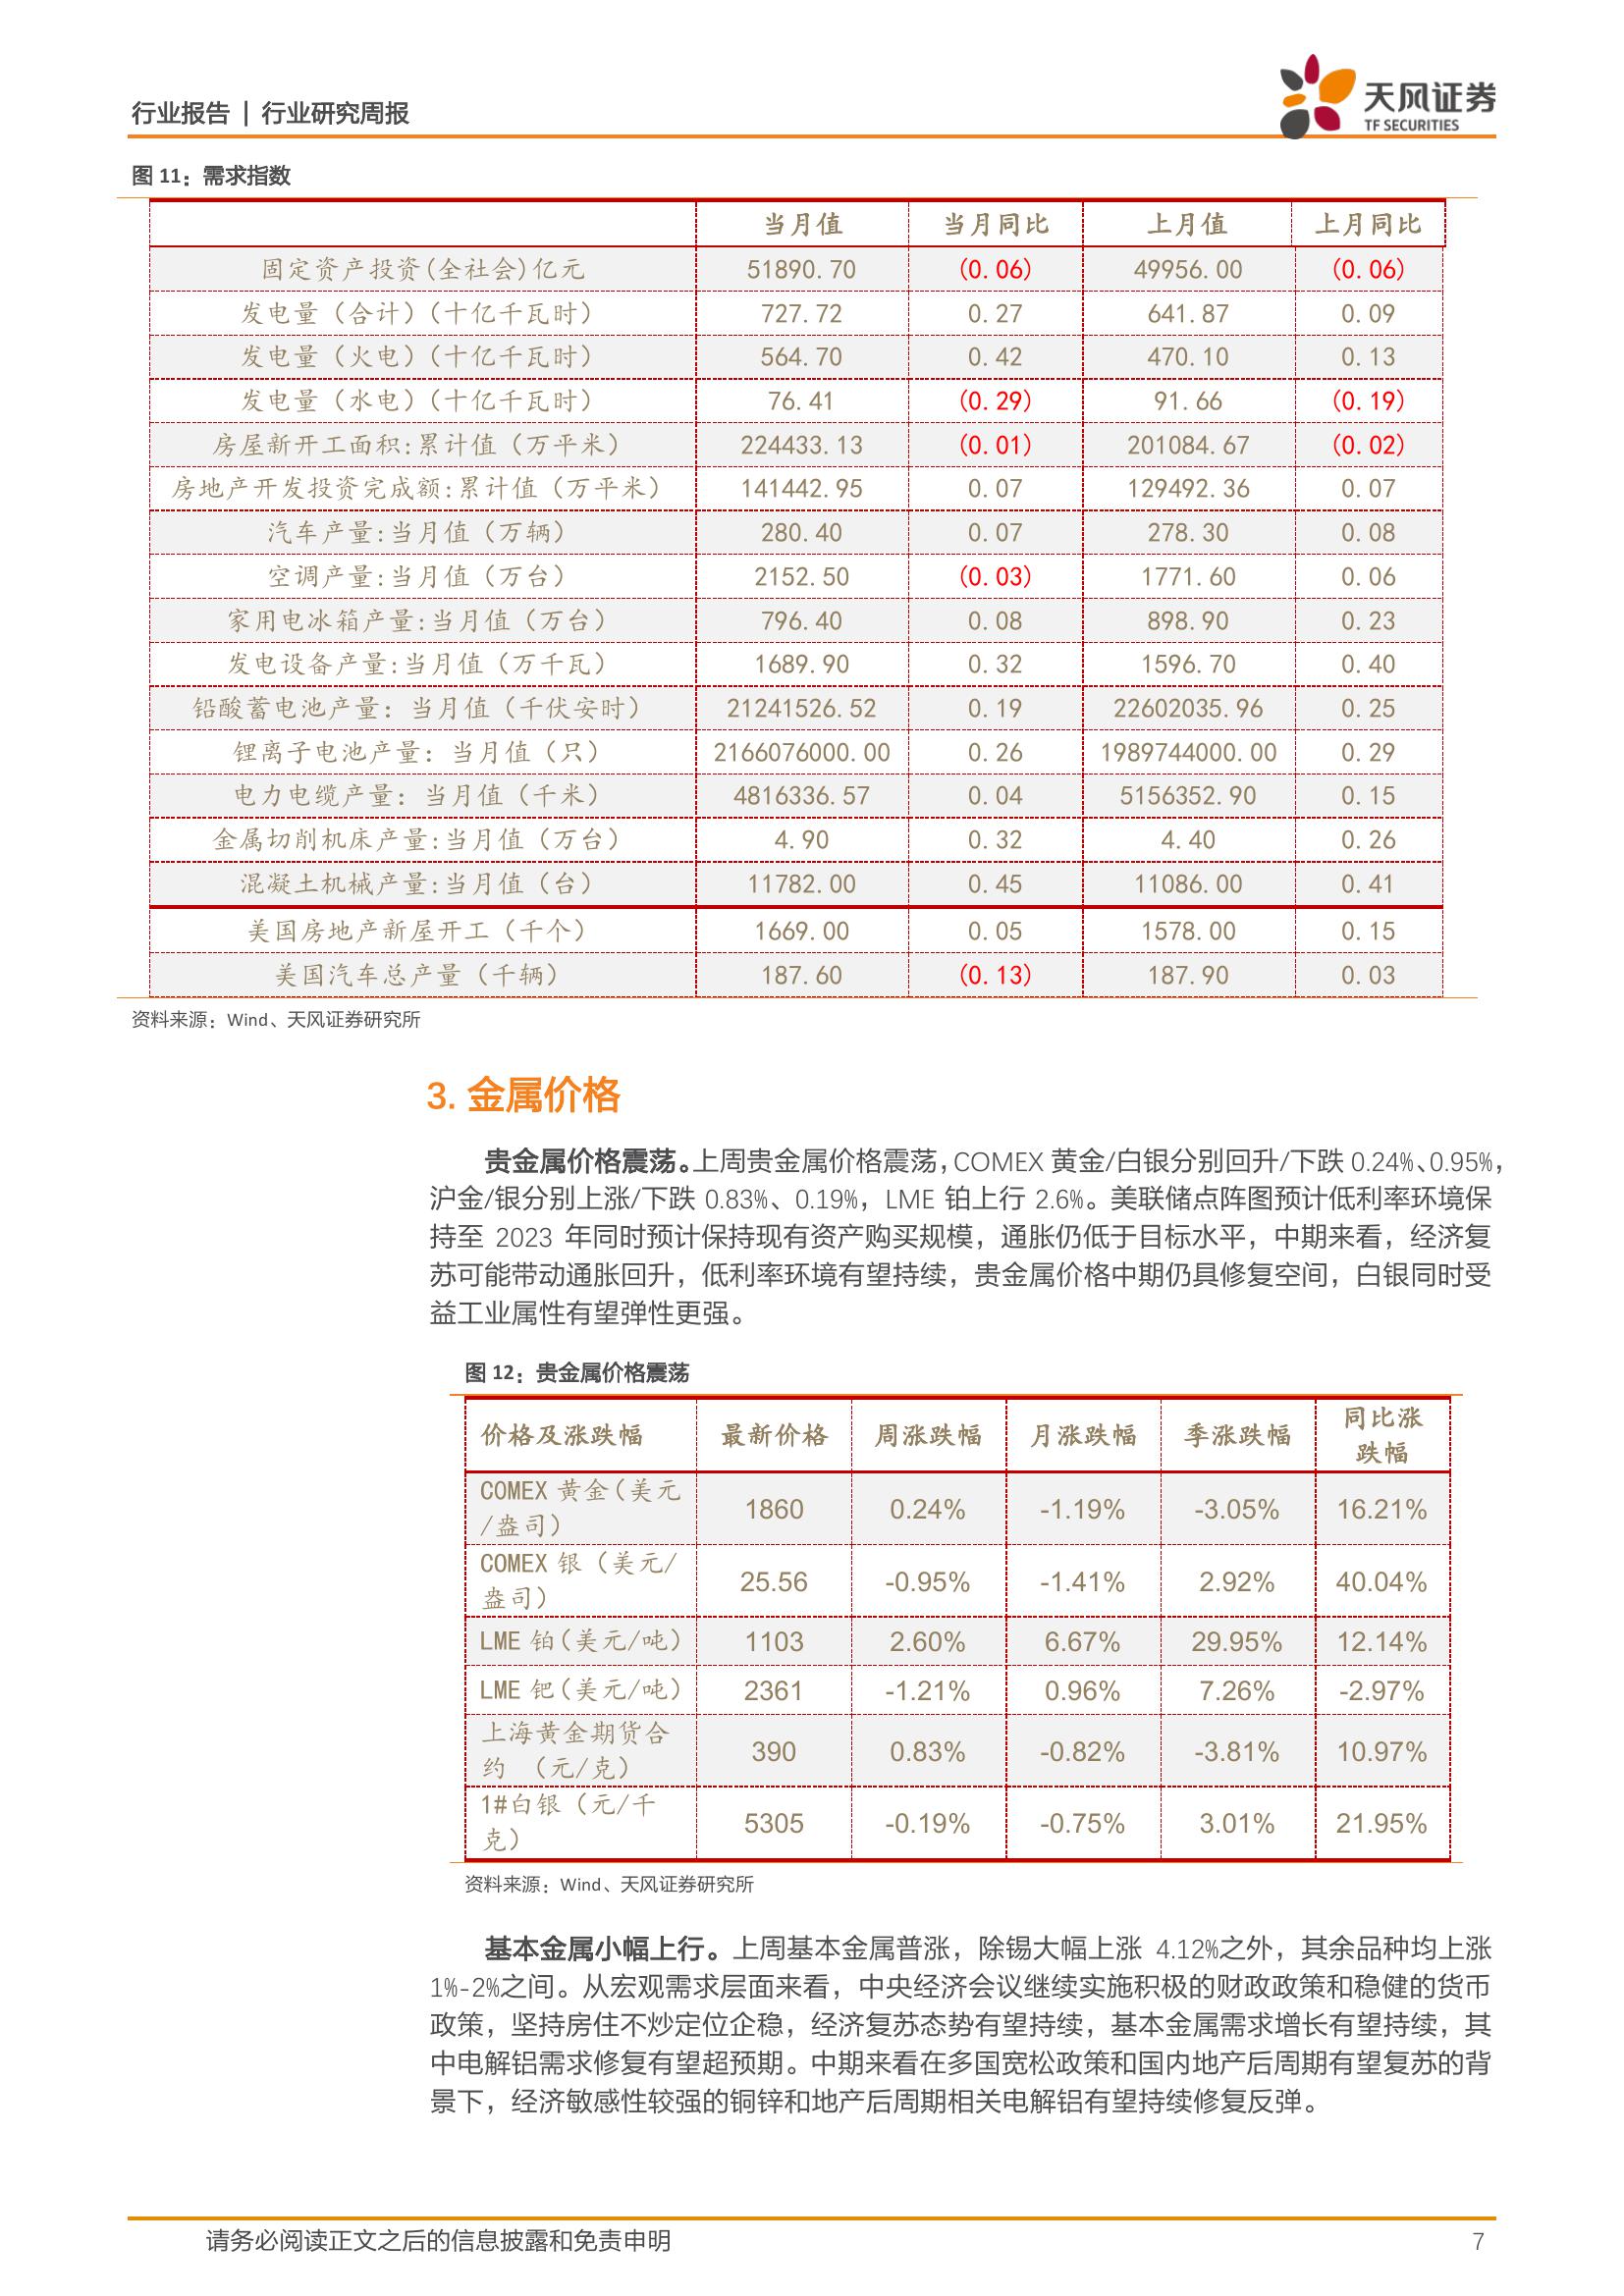 行业报告 | 行业研究周报
天风证券
TF SECURITIES
图 11：需求指数
当月值 当月同比 上月值 上月同比
固定资产投资(全社会)亿元 51890.70 (0.06) 49956.00 (0.06)
发电量（合计）(十亿千瓦时） 727.72 0.27 641.87 0.09
发电量（火电）(十亿千瓦时） 564.70 0.42 470.10 0.13
发电量（水电）(十亿千瓦时） 76.41 (0.29) 91.66 (0.19)
房屋新开工面积:累计值（万平米） 224433.13 (0.01) 201084.67 (0.02)
房地产开发投资完成额:累计值（万平米） 141442.95 0.07 129492.36 0.07
汽车产量:当月值（万辆） 280.40 0.07 278.30 0.08
空调产量:当月值（万台） 2152.50 (0.03) 1771.60 0.06
家用电冰箱产量:当月值（万台） 796.40 0.08 898.90 0.23
发电设备产量:当月值（万千瓦） 1689.90 0.32 1596.70 0.40
铅酸蓄电池产量：当月值（千伏安时） 21241526.52 0.19 22602035.96 0.25
锂离子电池产量：当月值（只） 2166076000.00 0.26 1989744000.00 0.29
电力电缆产量：当月值（千米） 4816336.57 0.04 5156352.90 0.15
金属切削机床产量:当月值（万台） 4.90 0.32 4.40 0.26
混凝土机械产量:当月值（台） 11782.00 0.45 11086.00 0.41
美国房地产新屋开工（千个） 1669.00 0.05 1578.00 0.15
美国汽车总产量（千辆） 187.60 (0.13) 187.90 0.03
资料来源：Wind、天风证券研究所
3. 金属价格
贵金属价格震荡。上周贵金属价格震荡，COMEX 黄金/白银分别回升/下跌 0.24%、0.95%，
沪金/银分别上涨/下跌 0.83%、0.19%，LME 铂上行 2.6%。美联储点阵图预计低利率环境保
持至 2023 年同时预计保持现有资产购买规模，通胀仍低于目标水平，中期来看，经济复
苏可能带动通胀回升，低利率环境有望持续，贵金属价格中期仍具修复空间，白银同时受
益工业属性有望弹性更强。
图 12：贵金属价格震荡
价格及涨跌幅 最新价格 周涨跌幅 月涨跌幅 季涨跌幅 同比涨
跌幅
COMEX 黄金(美元
/盎司） 1860 0.24% -1.19% -3.05% 16.21%
COMEX 银（美元/
盎司） 25.56 -0.95% -1.41% 2.92% 40.04%
LME 铂(美元/吨） 1103 2.60% 6.67% 29.95% 12.14%
LME 钯(美元/吨） 2361 -1.21% 0.96% 7.26% -2.97%
上海黄金期货合
约 （元/克） 390 0.83% -0.82% -3.81% 10.97%
1#白银（元/千
克） 5305 -0.19% -0.75% 3.01% 21.95%
资料来源：Wind、天风证券研究所
基本金属小幅上行。上周基本金属普涨，除锡大幅上涨 4.12%之外，其余品种均上涨
1%-2%之间。从宏观需求层面来看，中央经济会议继续实施积极的财政政策和稳健的货币
政策，坚持房住不炒定位企稳，经济复苏态势有望持续，基本金属需求增长有望持续，其
中电解铝需求修复有望超预期。中期来看在多国宽松政策和国内地产后周期有望复苏的背
景下，经济敏感性较强的铜锌和地产后周期相关电解铝有望持续修复反弹。
请务必阅读正文之后的信息披露和免责申明 7